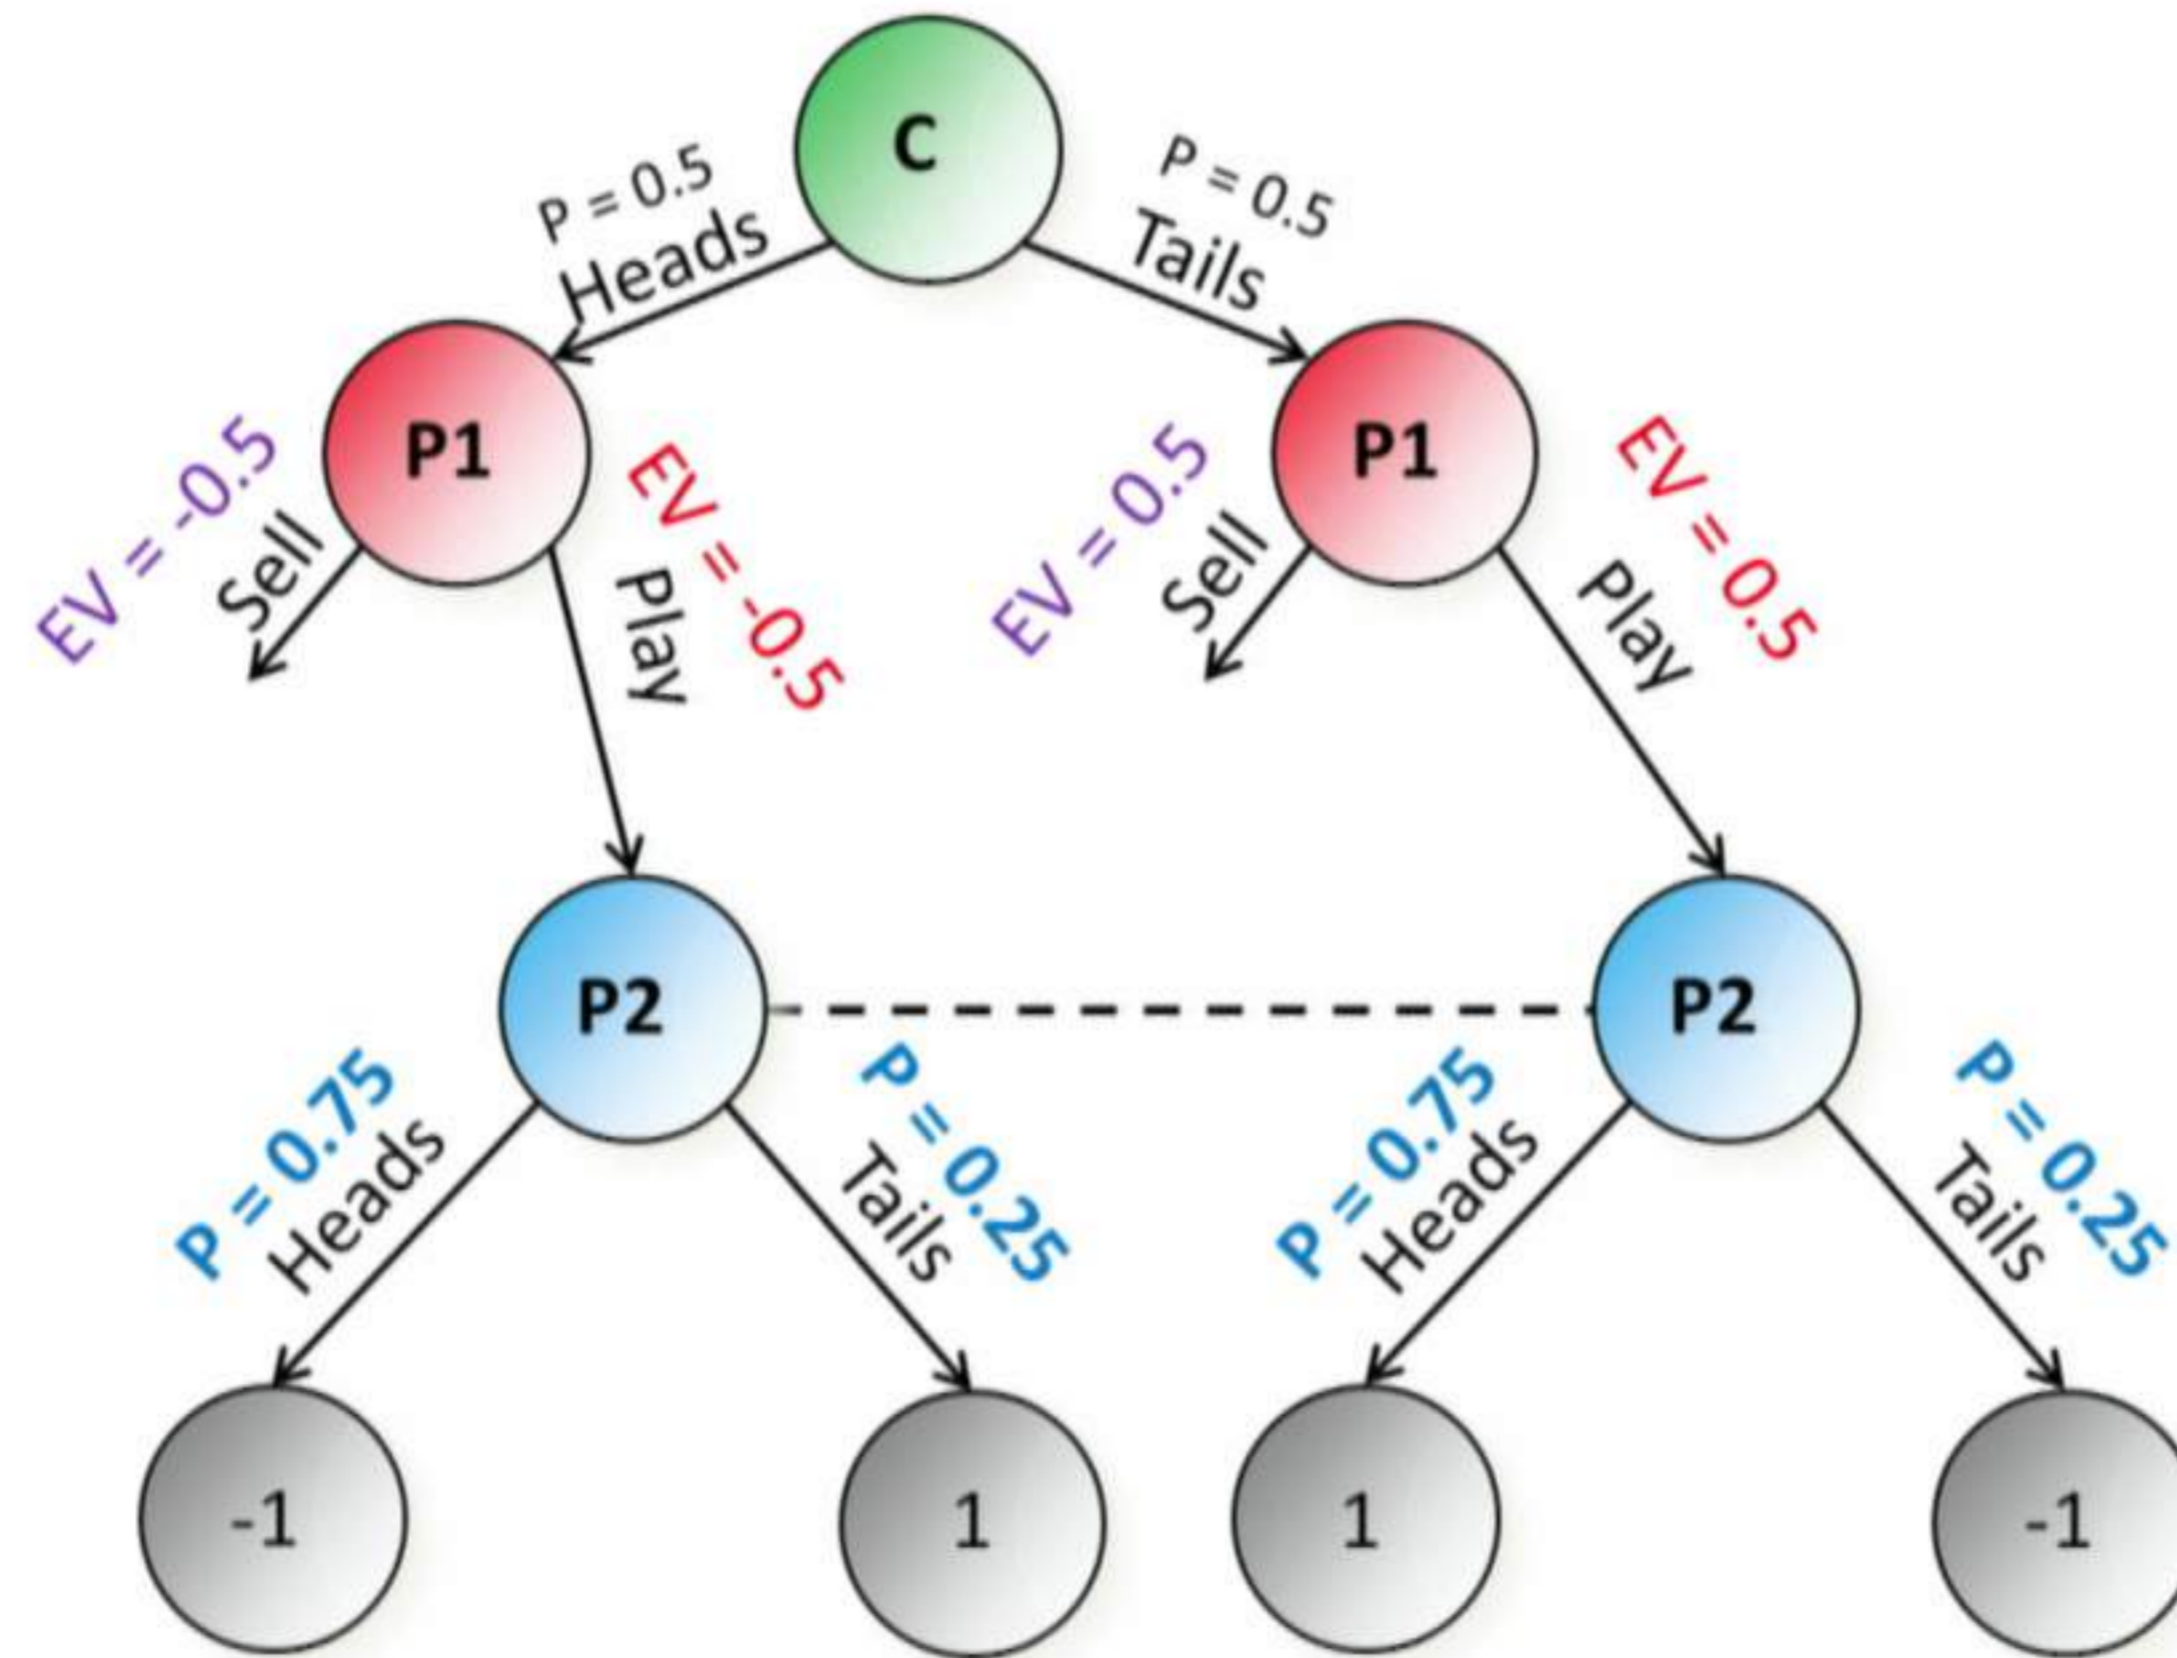 C
P = 0.5
Heads
P = 0.5
Tails
P1
EV = -0.5
Sell
EV = -0.5
Play
P1
EV = 0.5
Sell
EV = 0.5
Play
P2
P2
P = 0.75
Heads
P = 0.25
Tails
P = 0.75
Heads
P = 0.25
Tails
-1
1
1
-1